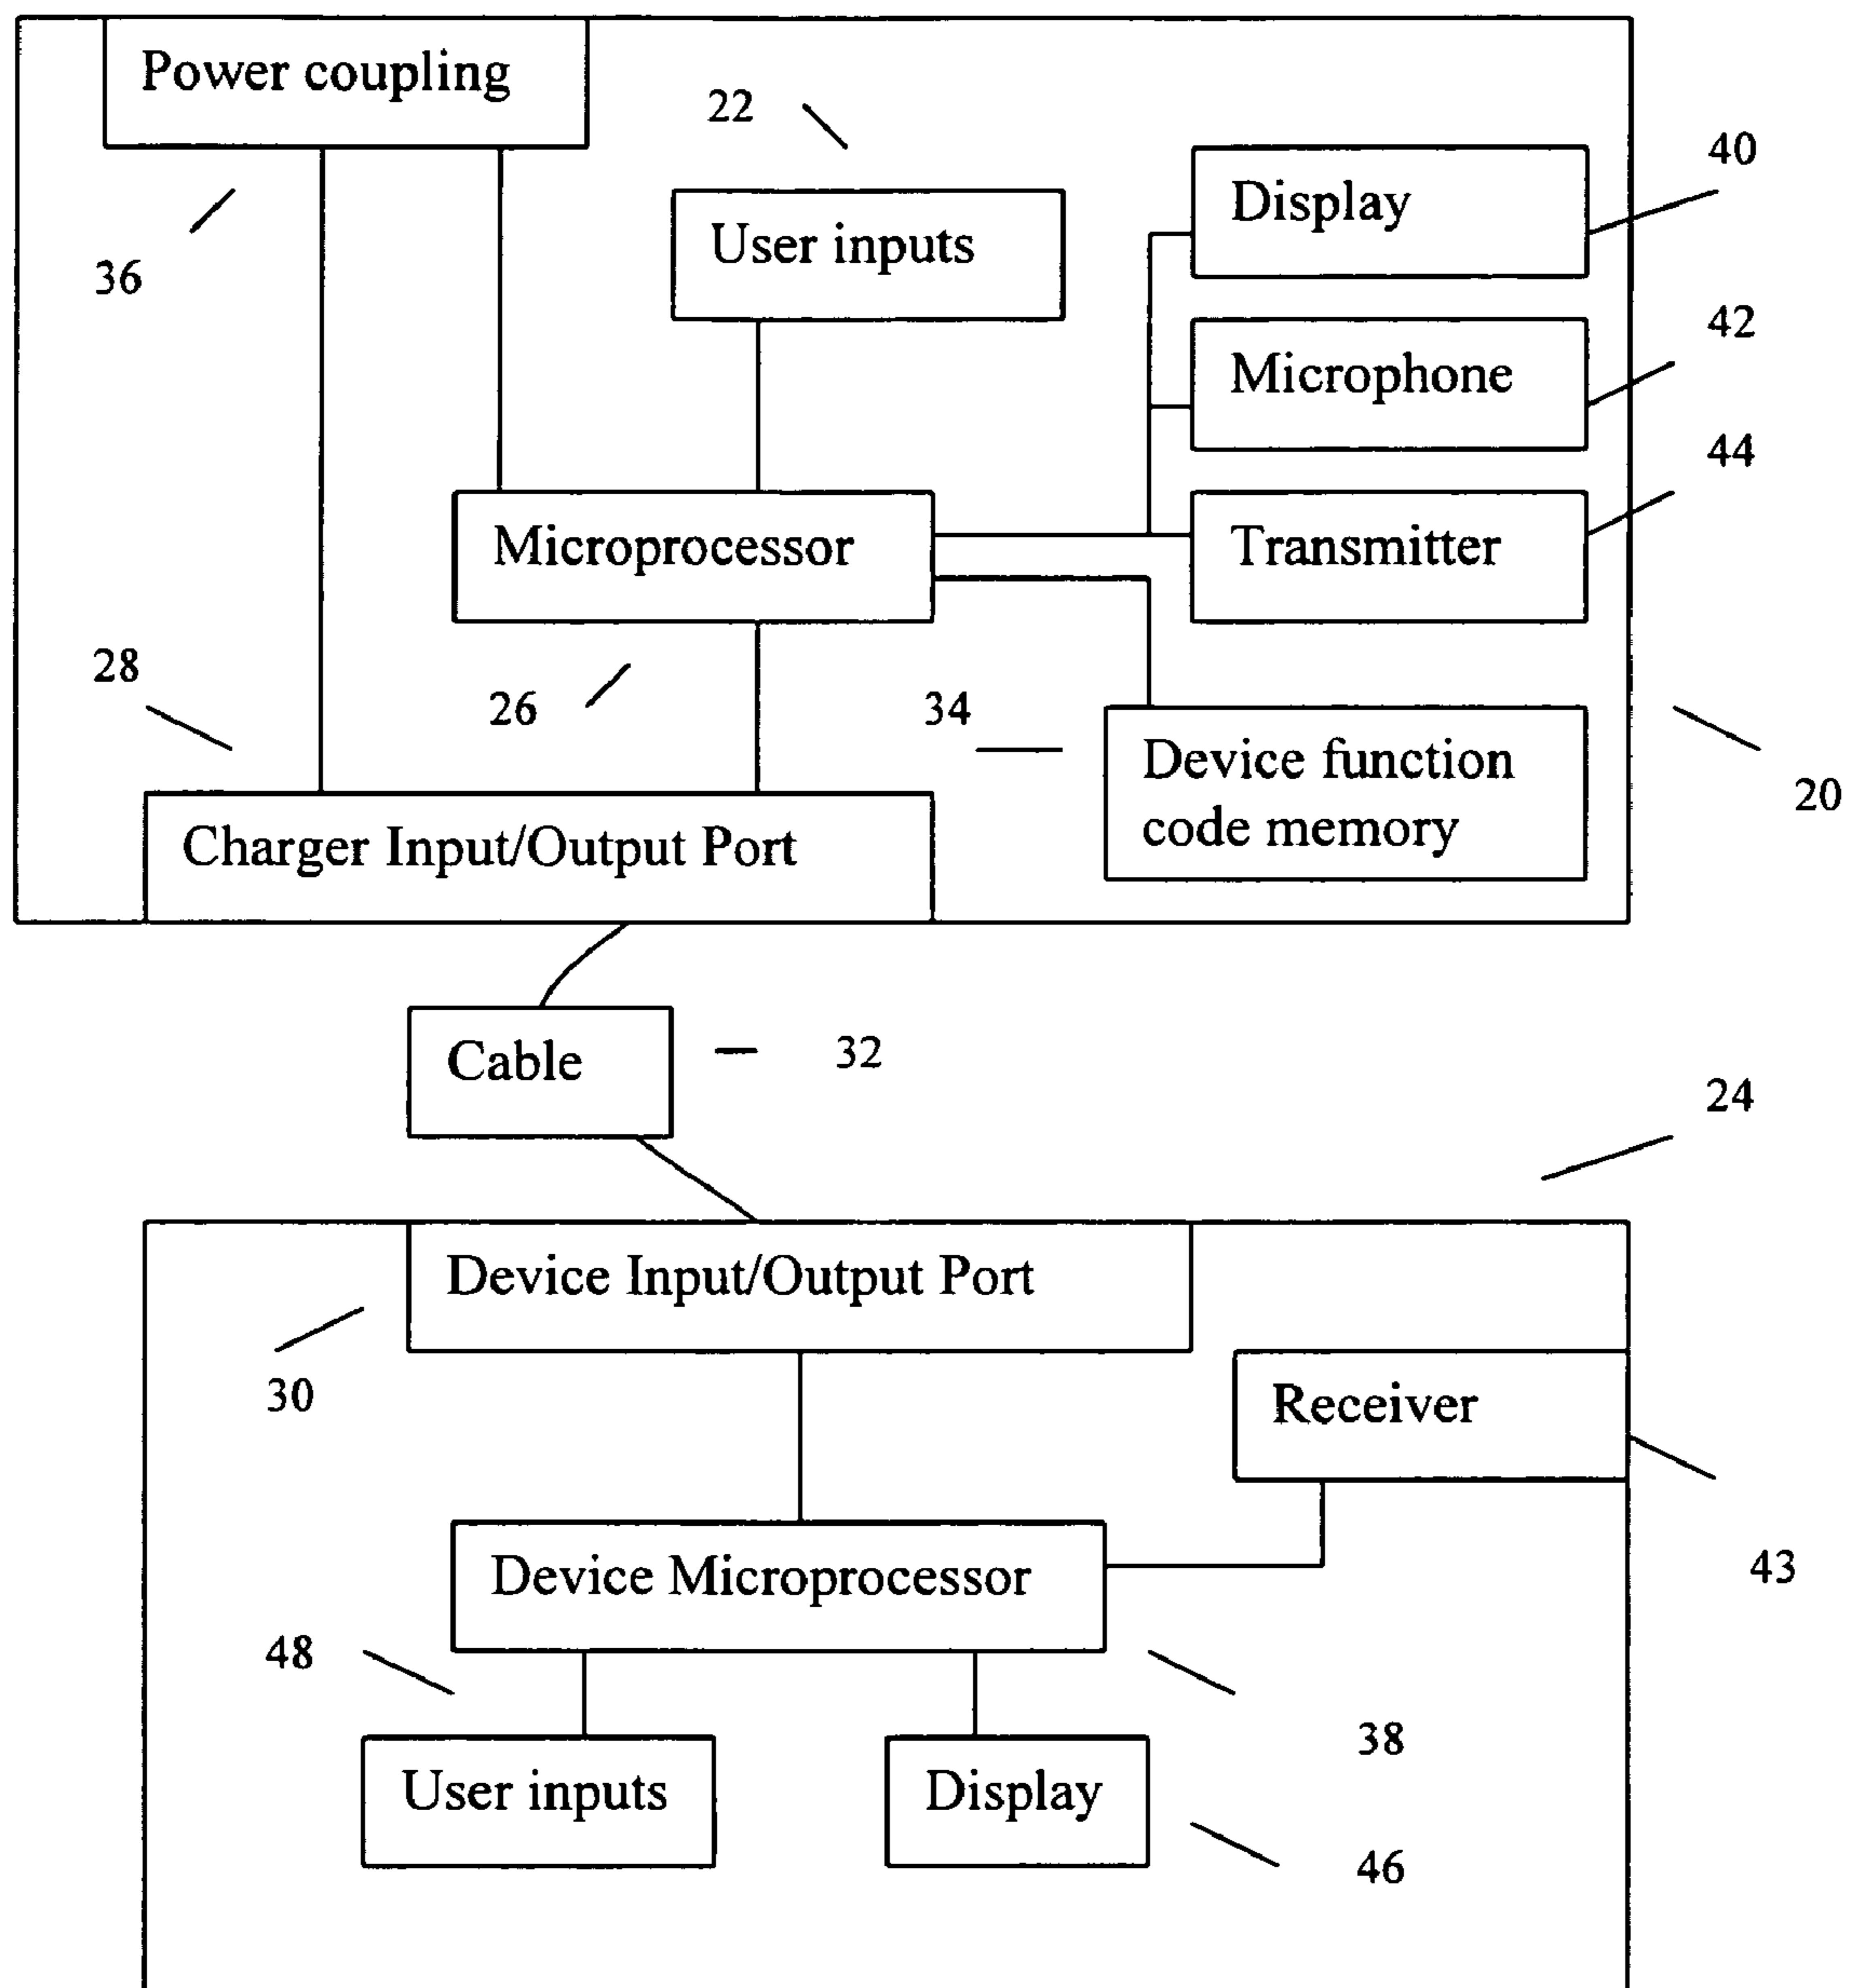 Power coupling
22
40
Display
User inputs
36
42
Microphone
44
Microprocessor
Transmitter
28
26
34
Device function
code memory
20
Charger Input/Output Port
Cable
32
24
Device Input/Output Port
30
Receiver
43
Device Microprocessor
48
38
User inputs
Display
46